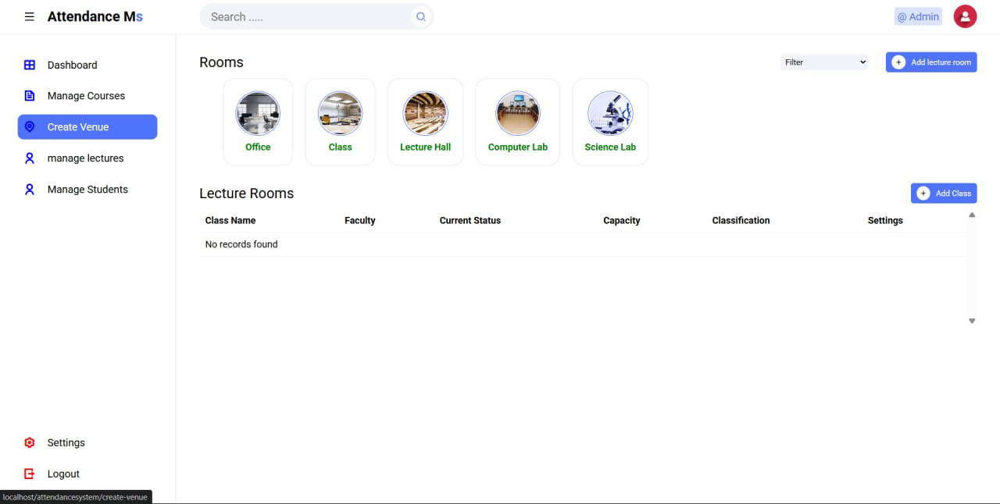 Attendance Ms
Search .....
@ Admin
Dashboard
Manage Courses
Create Venue
manage lectures
Manage Students
Settings
Logout
Rooms
Filter
+ Add lecture room
Office
Class
Lecture Hall
Computer Lab
Science Lab
Lecture Rooms
+ Add Class
Class Name Faculty Current Status Capacity Classification Settings
No records found
localhost/attendancesystem/create-venue